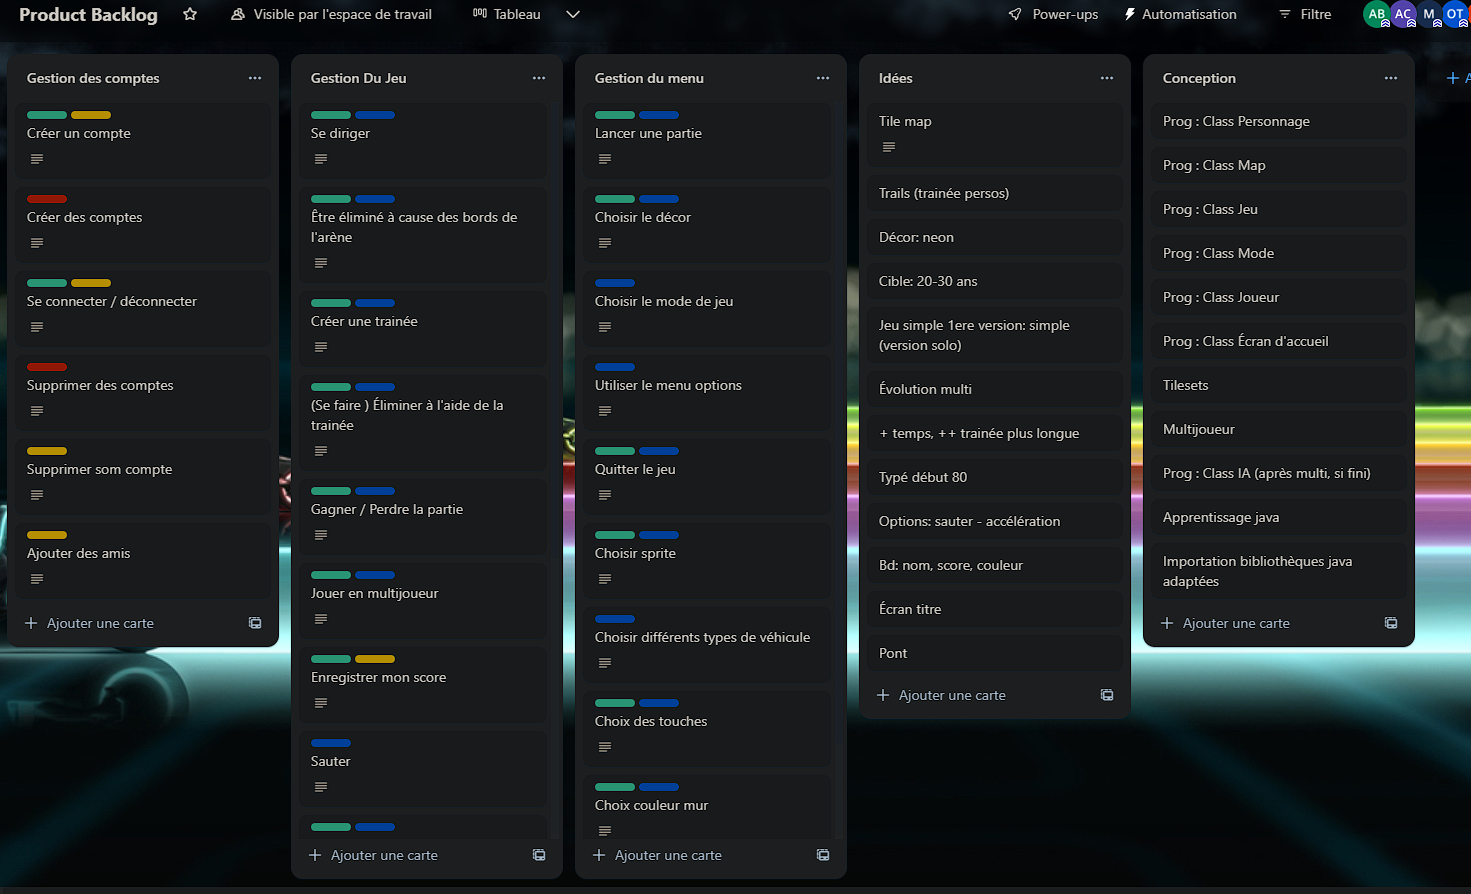 Product Backlog
Visible par l'espace de travail
Tableau
Power-ups
Automatisation
Filtre
AB
AC
M
OT
Gestion des comptes
Créer un compte
Créer des comptes
Se connecter / déconnecter
Supprimer des comptes
Supprimer som compte
Ajouter des amis
Ajouter une carte
Gestion Du Jeu
Se diriger
Être éliminé à cause des bords de
l'arène
Créer une trainée
(Se faire ) Éliminer à l'aide de la
trainée
Gagner / Perdre la partie
Jouer en multijoueur
Enregistrer mon score
Sauter
Ajouter une carte
Gestion du menu
Lancer une partie
Choisir le décor
Choisir le mode de jeu
Utiliser le menu options
Quitter le jeu
Choisir sprite
Choisir différents types de véhicule
Choix des touches
Choix couleur mur
Ajouter une carte
Idées
Tile map
Trails (trainée persos)
Décor: neon
Cible: 20-30 ans
Jeu simple 1ere version: simple
(version solo)
Évolution multi
+ temps, ++ trainée plus longue
Typé début 80
Options: sauter - accélération
Bd: nom, score, couleur
Écran titre
Pont
Ajouter une carte
Conception
Prog : Class Personnage
Prog : Class Map
Prog : Class Jeu
Prog : Class Mode
Prog : Class Joueur
Prog : Class Écran d'accueil
Tilesets
Multijoueur
Prog : Class IA (après multi, si fini)
Apprentissage java
Importation bibliothèques java
adaptées
Ajouter une carte